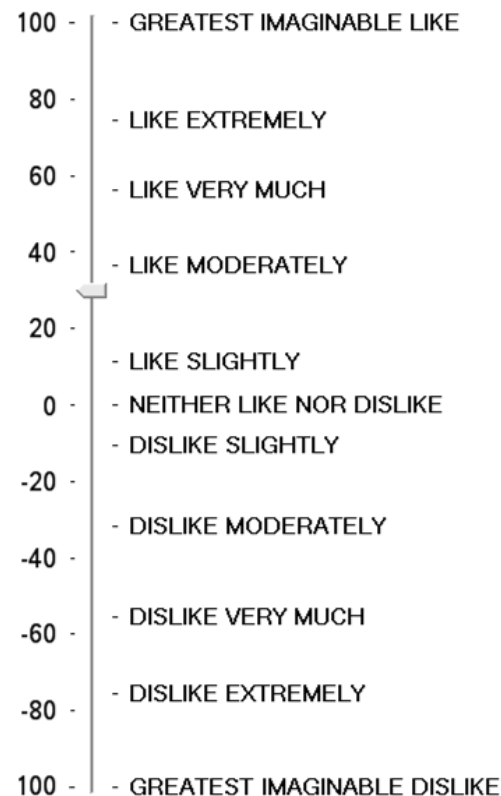 100 - - GREATEST IMAGINABLE LIKE
80 -
- LIKE EXTREMELY
60 -
- LIKE VERY MUCH
40 -
- LIKE MODERATELY
20 -
- LIKE SLIGHTLY
0 - - NEITHER LIKE NOR DISLIKE
- DISLIKE SLIGHTLY
-20 -
- DISLIKE MODERATELY
-40 -
- DISLIKE VERY MUCH
-60 -
- DISLIKE EXTREMELY
-80 -
100 - - GREATEST IMAGINABLE DISLIKE